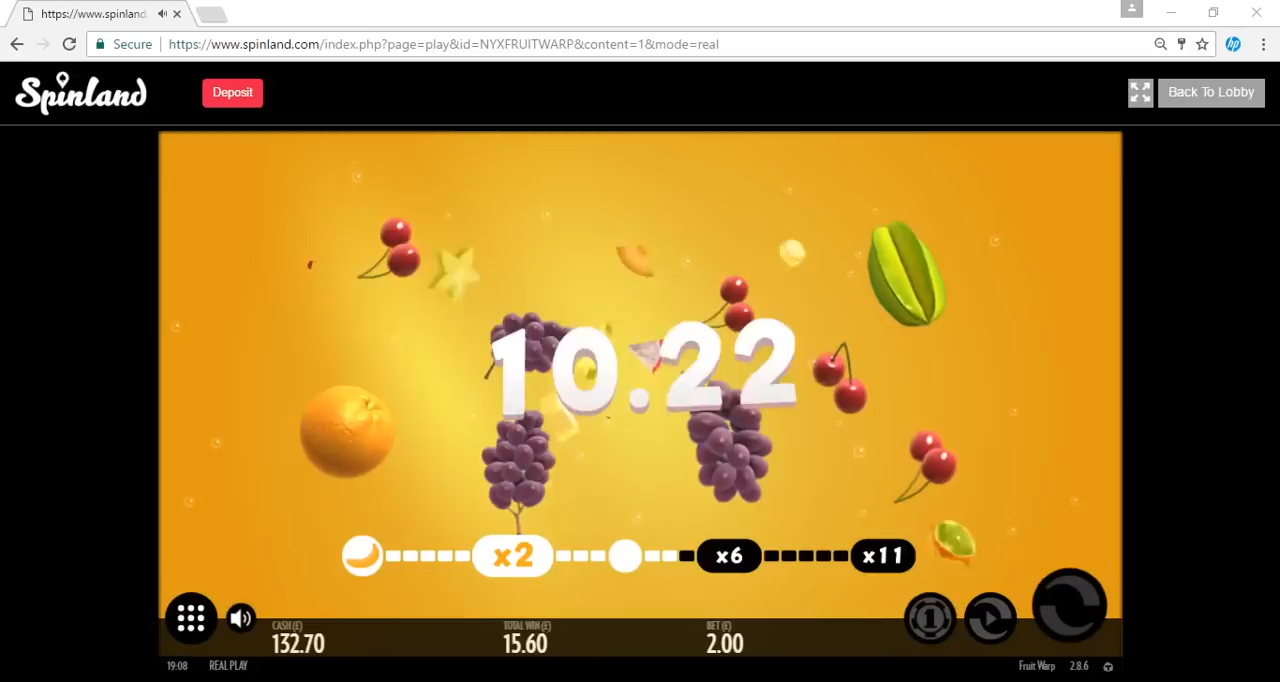 https://www.spinland
Secure
https://www.spinland.com/index.php?page=play&id=NYXFRUITWARP&content=1&mode=real
hp
Spinland
Deposit
Back To Lobby
10.22
x2
x6
x11
1
CASH (£)
TOTAL WIN (£)
BET (£)
132.70
15.60
2.00
19:08
REAL PLAY
Fruit Warp
2.8.6